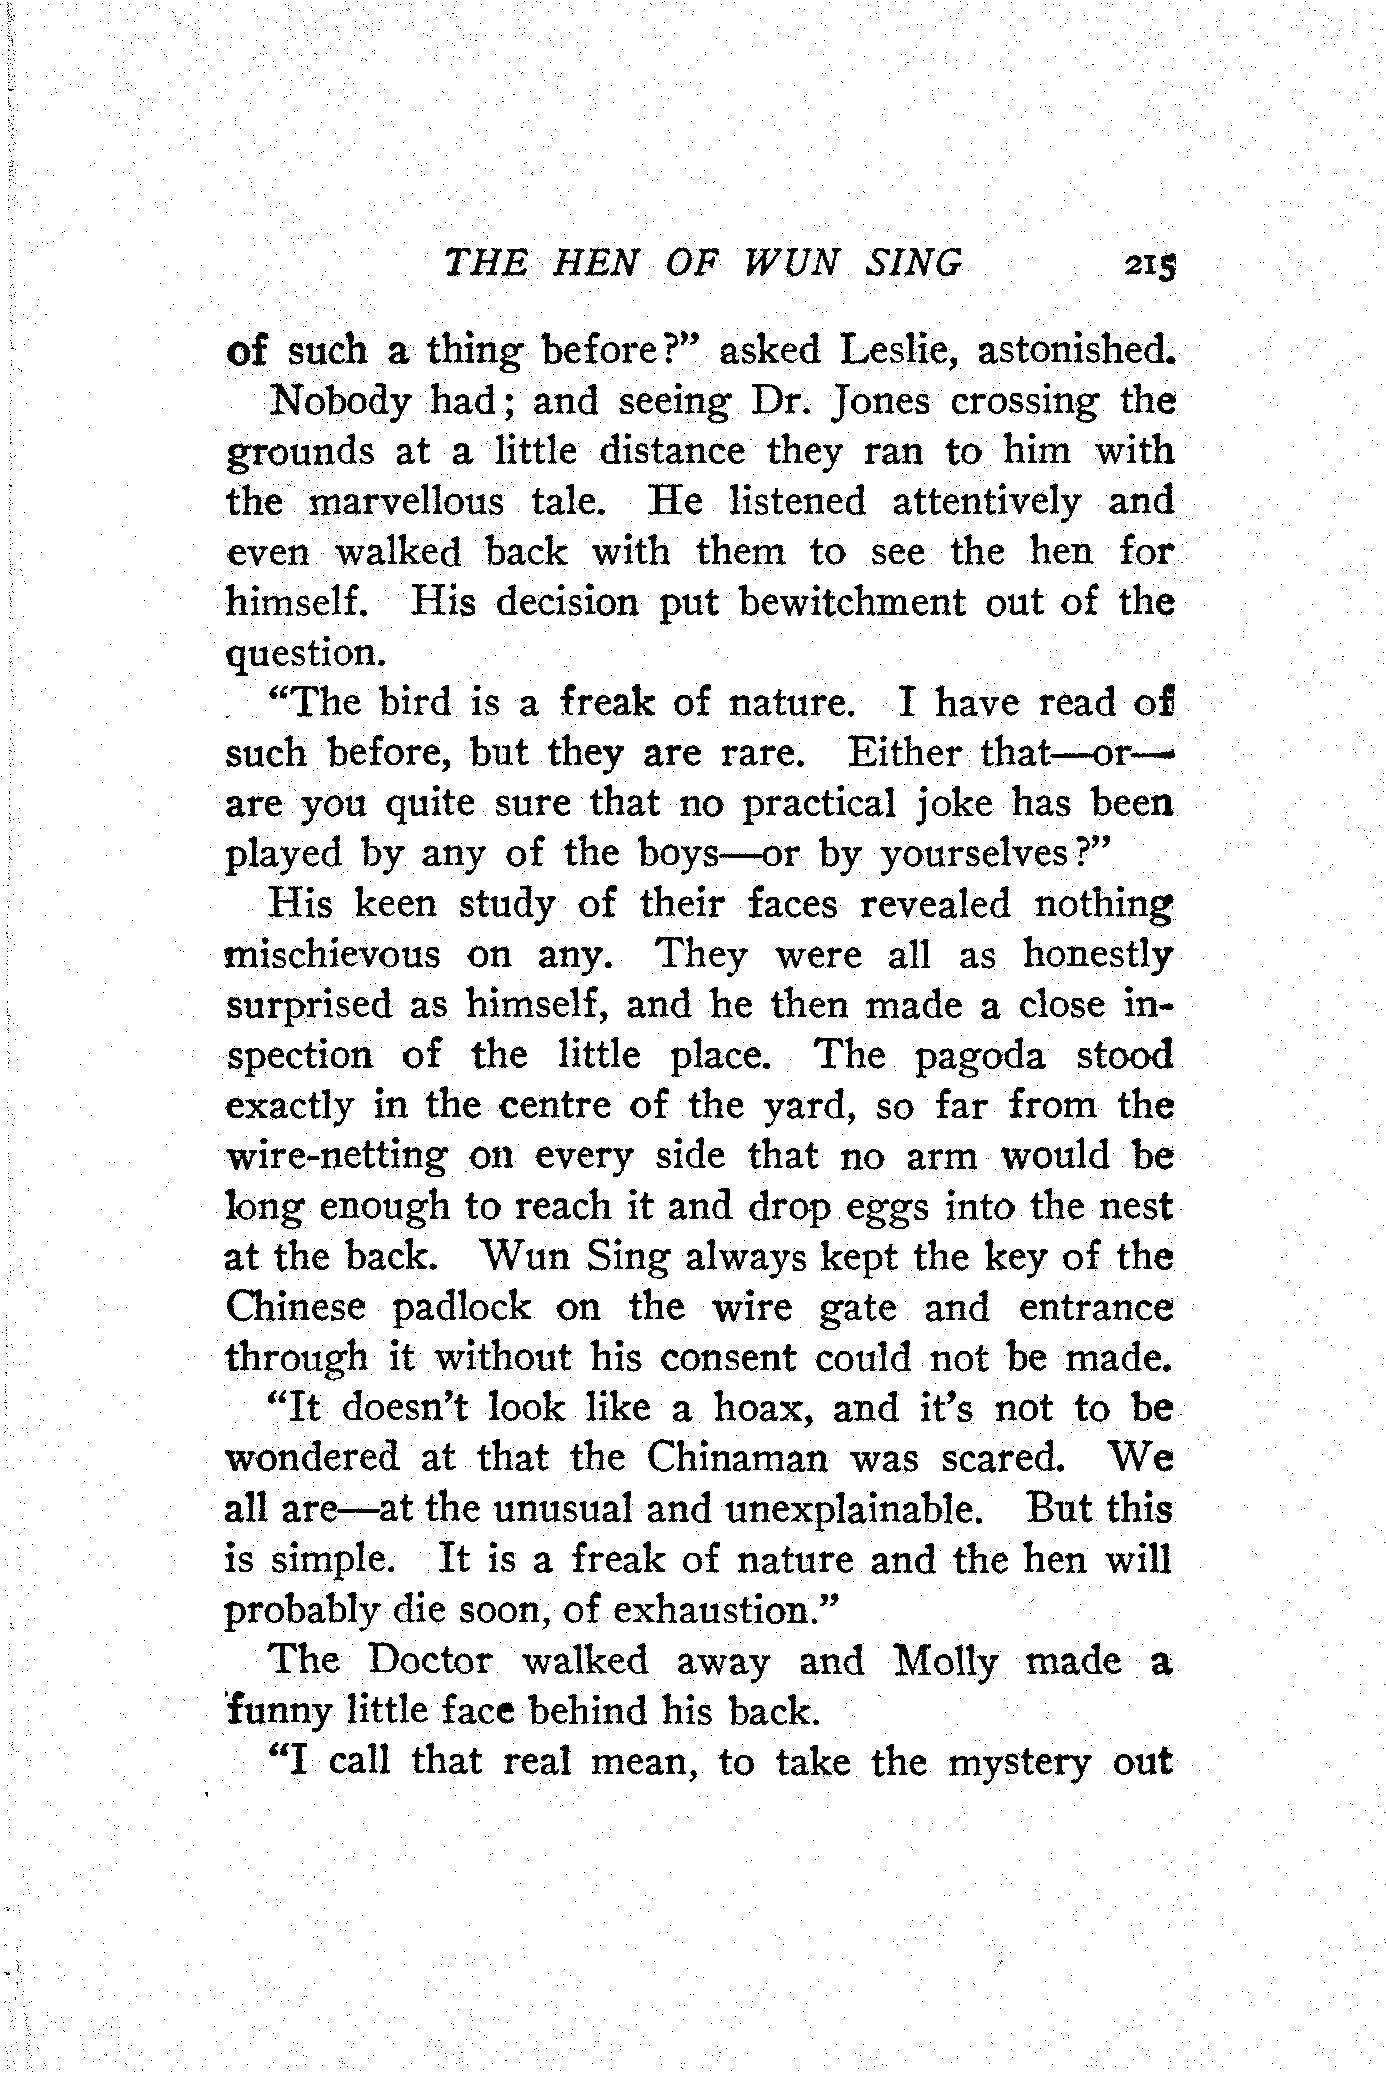 THE HEN OF WUN SING 215
of such a thing before?” asked Leslie, astonished.
Nobody had; and seeing Dr. Jones crossing the
grounds at a little distance they ran to him with
the marvellous tale. He listened attentively and
even walked back with them to see the hen for
himself. His decision put bewitchment out of the
question.
“The bird is a freak of nature. I have read of
such before, but they are rare. Either that—or—
are you quite sure that no practical joke has been
played by any of the boys—or by yourselves?”
His keen study of their faces revealed nothing
mischievous on any. They were all as honestly
surprised as himself, and he then made a close in-
spection of the little place. The pagoda stood
exactly in the centre of the yard, so far from the
wire-netting on every side that no arm would be
long enough to reach it and drop eggs into the nest
at the back. Wun Sing always kept the key of the
Chinese padlock on the wire gate and entrance
through it without his consent could not be made.
“It doesn’t look like a hoax, and it’s not to be
wondered at that the Chinaman was scared. We
all are—at the unusual and unexplainable. But this
is simple. It is a freak of nature and the hen will
probably die soon, of exhaustion.”
The Doctor walked away and Molly made a
funny little face behind his back.
“I call that real mean, to take the mystery out